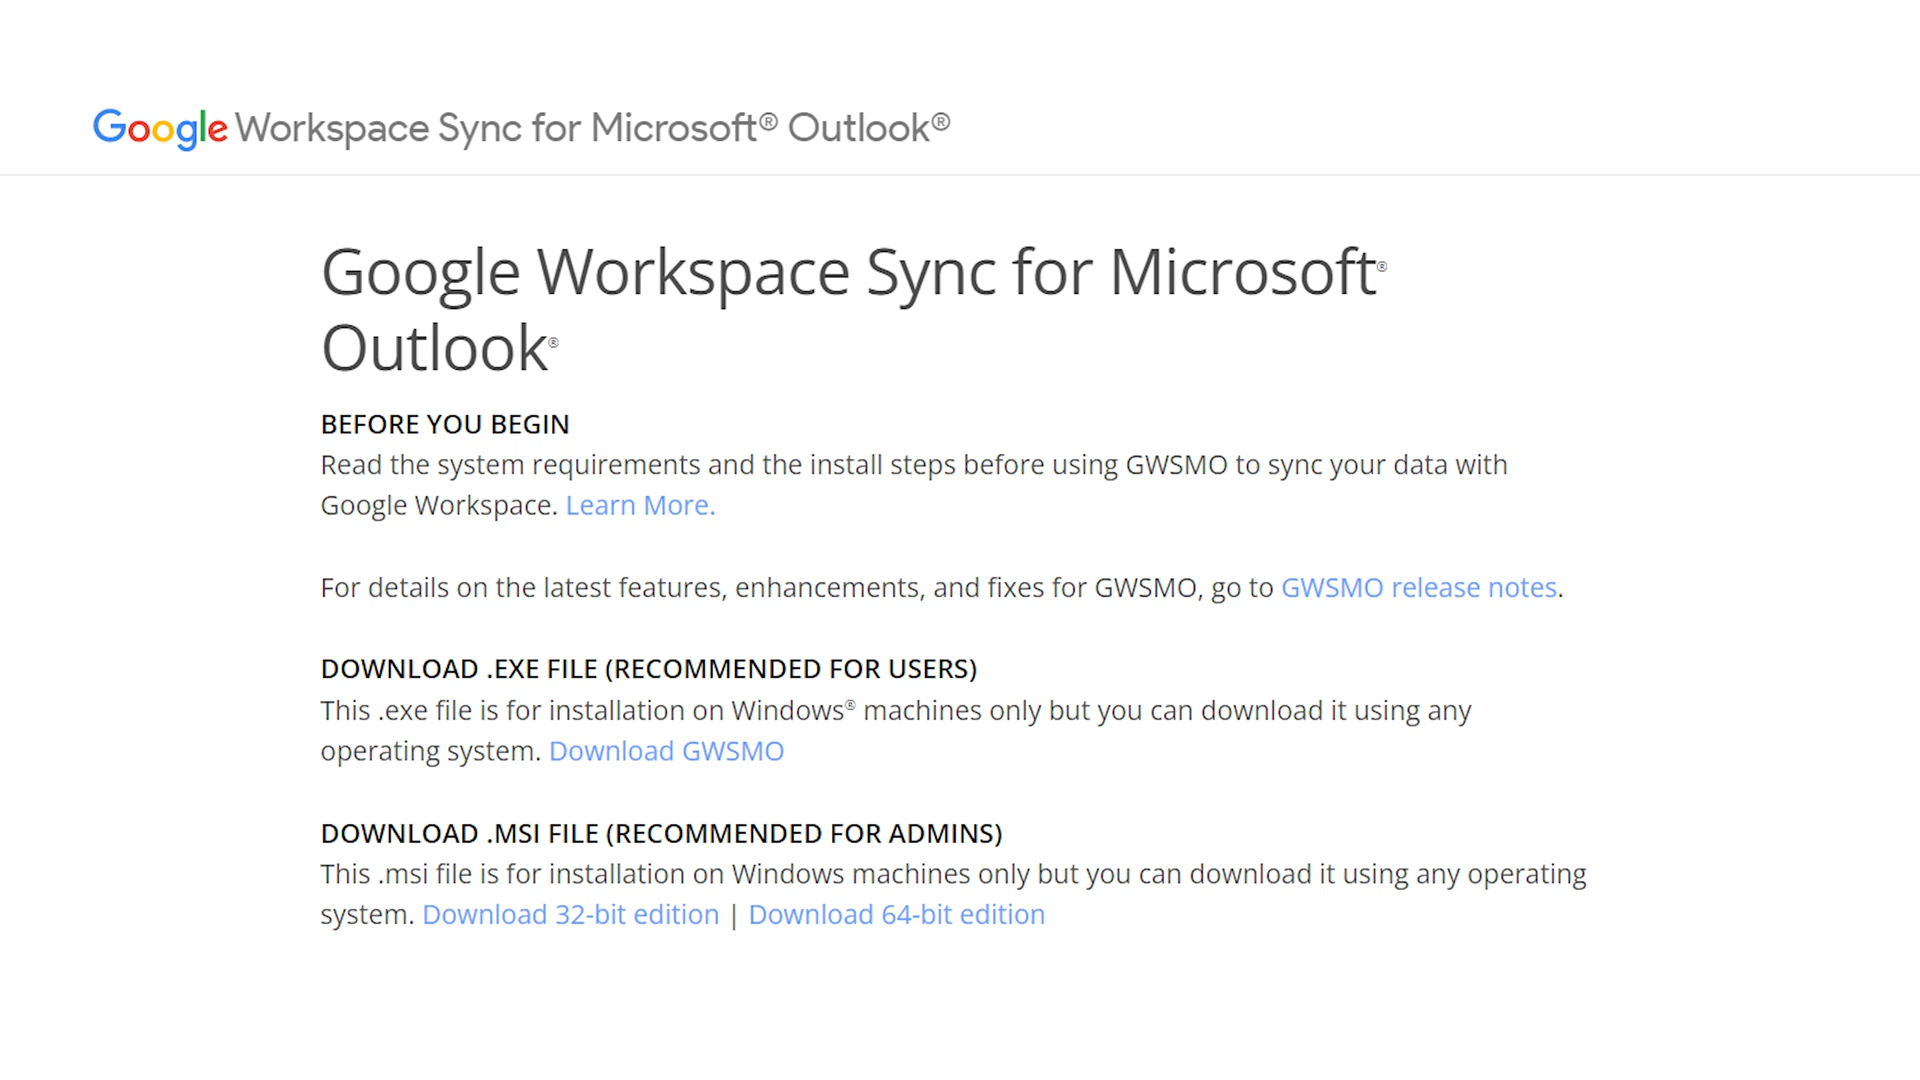 Google Workspace Sync for Microsoft® Outlook®
Google Workspace Sync for Microsoft®
Outlook®
BEFORE YOU BEGIN
Read the system requirements and the install steps before using GWSMO to sync your data with
Google Workspace. Learn More.
For details on the latest features, enhancements, and fixes for GWSMO, go to GWSMO release notes.
DOWNLOAD .EXE FILE (RECOMMENDED FOR USERS)
This .exe file is for installation on Windows® machines only but you can download it using any
operating system. Download GWSMO
DOWNLOAD .MSI FILE (RECOMMENDED FOR ADMINS)
This .msi file is for installation on Windows machines only but you can download it using any operating
system. Download 32-bit edition | Download 64-bit edition